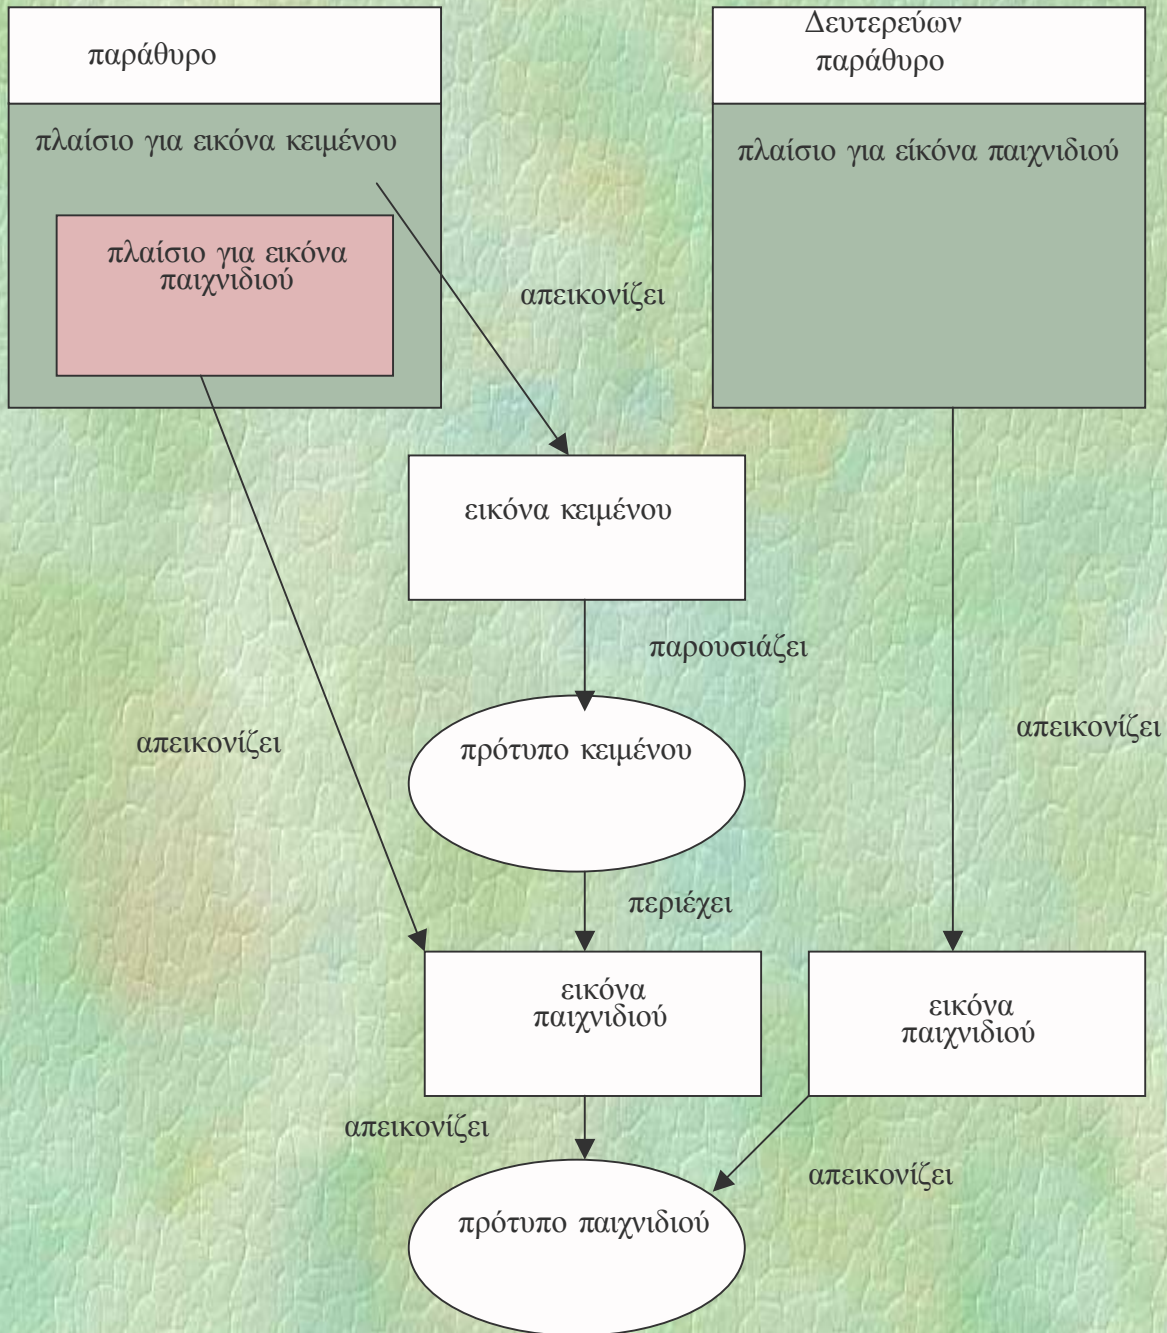 παράθυρο
Δευτερεύων
παράθυρο
πλαίσιο για εικόνα κειμένου
πλαίσιο για είκόνα παιχνιδιού
πλαίσιο για εικόνα
παιχνιδιού
απεικονίζει
εικόνα κειμένου
παρουσιάζει
απεικονίζει
απεικονίζει
πρότυπο κειμένου
περιέχει
εικόνα
παιχνιδιού
εικόνα
παιχνιδιού
απεικονίζει
απεικονίζει
πρότυπο παιχνιδιού